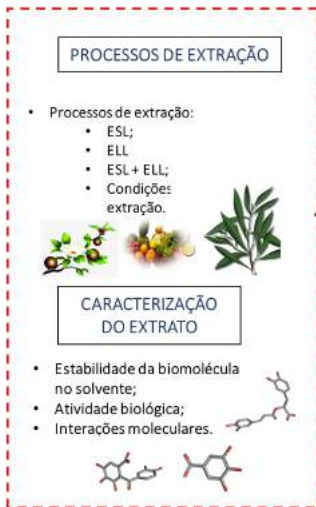 PROCESSOS DE EXTRAÇÃO
• Processos de extração:
• ESL;
• ELL
• ESL + ELL;
• Condições
extração.
CARACTERIZAÇÃO
DO EXTRATO
• Estabilidade da biomolécula
no solvente;
• Atividade biológica;
• Interações moleculares.